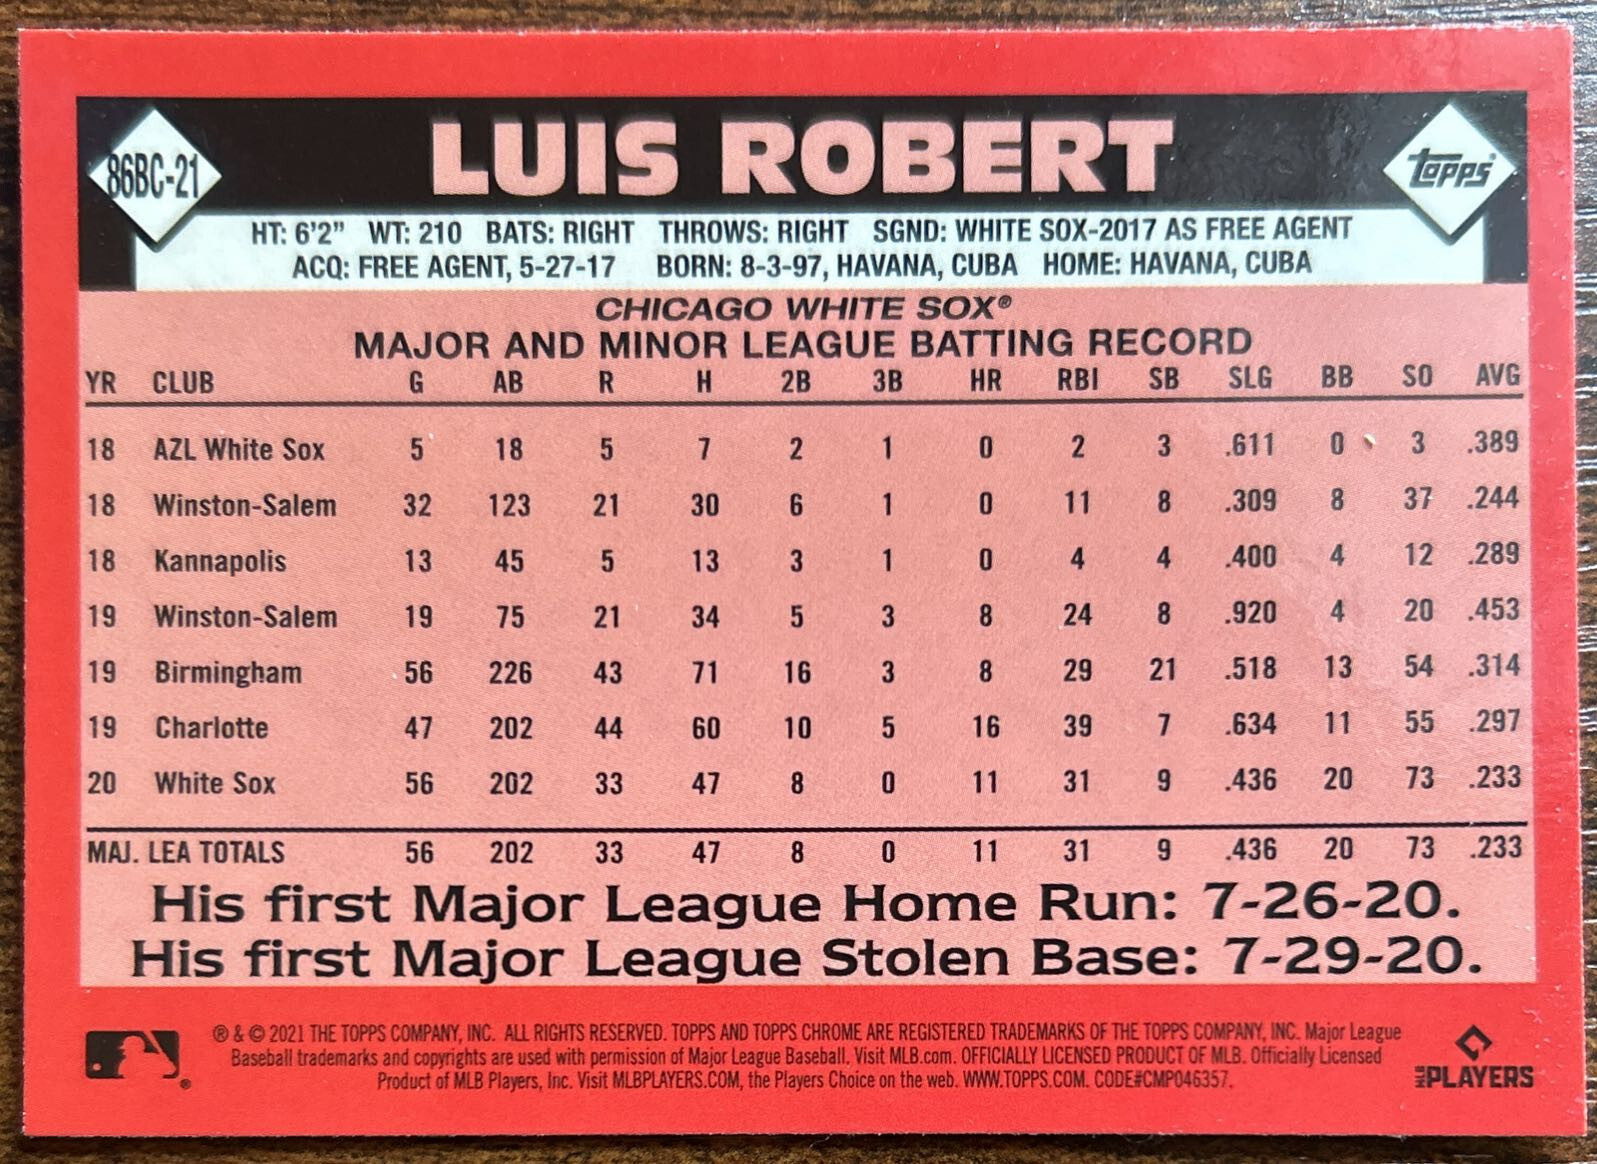 86BC-21
LUIS ROBERT
Topps
HT: 6'2" WT: 210 BATS: RIGHT THROWS: RIGHT SGND: WHITE SOX-2017 AS FREE AGENT
ACQ: FREE AGENT, 5-27-17 BORN: 8-3-97, HAVANA, CUBA HOME: HAVANA, CUBA
CHICAGO WHITE SOX®
MAJOR AND MINOR LEAGUE BATTING RECORD
YR CLUB G AB R H 2B 3B HR RBI SB SLG BB SO AVG
18 AZL White Sox 5 18 5 7 2 1 0 2 3 .611 0 3 .389
18 Winston-Salem 32 123 21 30 6 1 0 11 8 .309 8 37 .244
18 Kannapolis 13 45 5 13 3 1 0 4 4 .400 4 12 .289
19 Winston-Salem 19 75 21 34 5 3 8 24 8 .920 4 20 .453
19 Birmingham 56 226 43 71 16 3 8 29 21 .518 13 54 .314
19 Charlotte 47 202 44 60 10 5 16 39 7 .634 11 55 .297
20 White Sox 56 202 33 47 8 0 11 31 9 .436 20 73 .233
MAJ. LEA TOTALS 56 202 33 47 8 0 11 31 9 .436 20 73 .233
His first Major League Home Run: 7-26-20.
His first Major League Stolen Base: 7-29-20.
® & © 2021 THE TOPPS COMPANY, INC. ALL RIGHTS RESERVED. TOPPS AND TOPPS CHROME ARE REGISTERED TRADEMARKS OF THE TOPPS COMPANY, INC. Major League
Baseball trademarks and copyrights are used with permission of Major League Baseball. Visit MLB.com. OFFICIALLY LICENSED PRODUCT OF MLB. Officially Licensed
Product of MLB Players, Inc. Visit MLBPLAYERS.COM, the Players Choice on the web. WWW.TOPPS.COM. CODE#CMP046357.
MLB PLAYERS